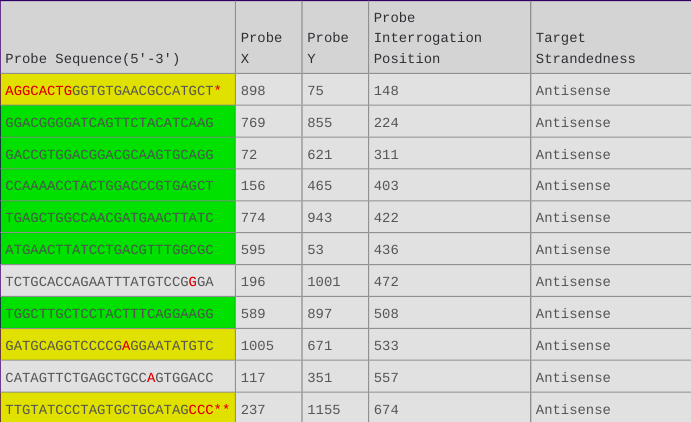 Probe Sequence(5'-3') Probe X Probe Y Probe Interrogation Position Target Strandedness
AGGCACTGGGTGTGAACGCCATGCT* 898 75 148 Antisense
GGACGGGGATCAGTTCTACATCAAG 769 855 224 Antisense
GACCGTGGACGGACGCAAGTGCAGG 72 621 311 Antisense
CCAAAACCTACTGGACCCGTGAGCT 156 465 403 Antisense
TGAGCTGGCCAACGATGAACTTATC 774 943 422 Antisense
ATGAACTTATCCTGACGTTTGGCGC 595 53 436 Antisense
TCTGCACCAGAATTTATGTCCGGGA 196 1001 472 Antisense
TGGCTTGCTCCTACTTTCAGGAAGG 589 897 508 Antisense
GATGCAGGTCCCCGAGGAATATGTC 1005 671 533 Antisense
CATAGTTCTGAGCTGCCAGTGGACC 117 351 557 Antisense
TTGTATCCCTAGTGCTGCATAGCCC** 237 1155 674 Antisense